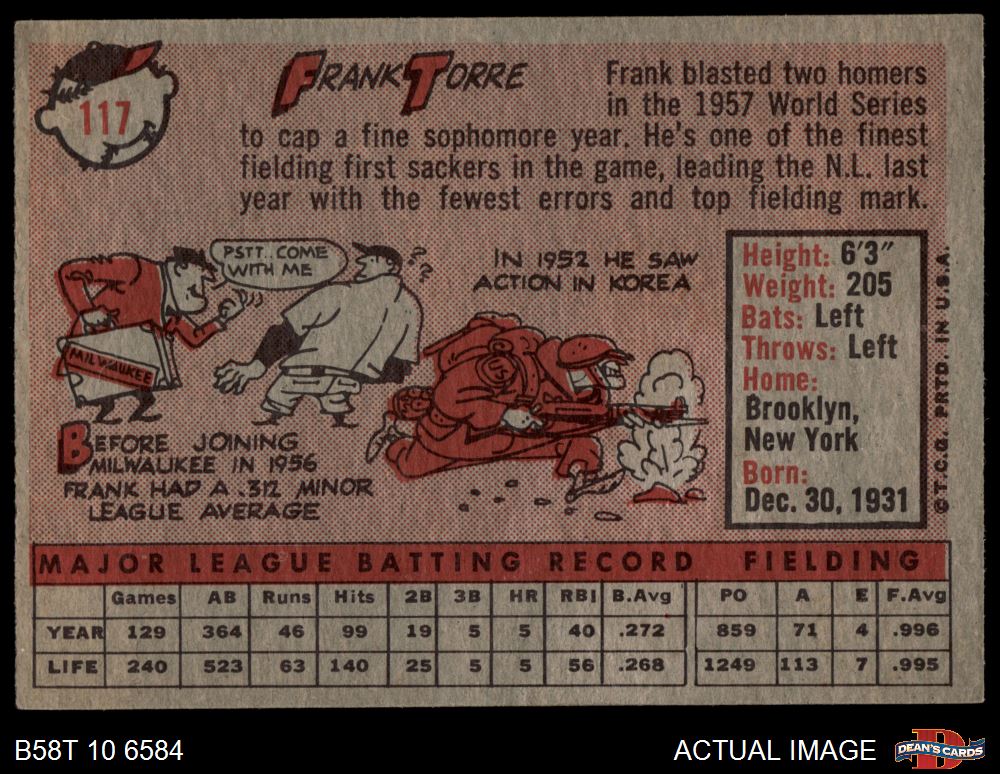 117
FRANK TORRE
Frank blasted two homers
in the 1957 World Series
to cap a fine sophomore year. He's one of the finest
fielding first sackers in the game, leading the N.L. last
year with the fewest errors and top fielding mark.
PSTT..COME
WITH ME
??
MILWAUKEE
BEFORE JOINING
MILWAUKEE IN 1956
FRANK HAD A .312 MINOR
LEAGUE AVERAGE
IN 1952 HE SAW
ACTION IN KOREA
Height: 6'3"
Weight: 205
Bats: Left
Throws: Left
Home:
Brooklyn,
New York
Born:
Dec. 30, 1931
©T.C.G. PRTD. IN U.S.A.
MAJOR LEAGUE BATTING RECORD FIELDING
Games AB Runs Hits 2B 3B HR RBI B.Avg PO A E F.Avg
YEAR 129 364 46 99 19 5 5 40 .272 859 71 4 .996
LIFE 240 523 63 140 25 5 5 56 .268 1249 113 7 .995
B58T 10 6584
ACTUAL IMAGE
DEAN'S CARDS